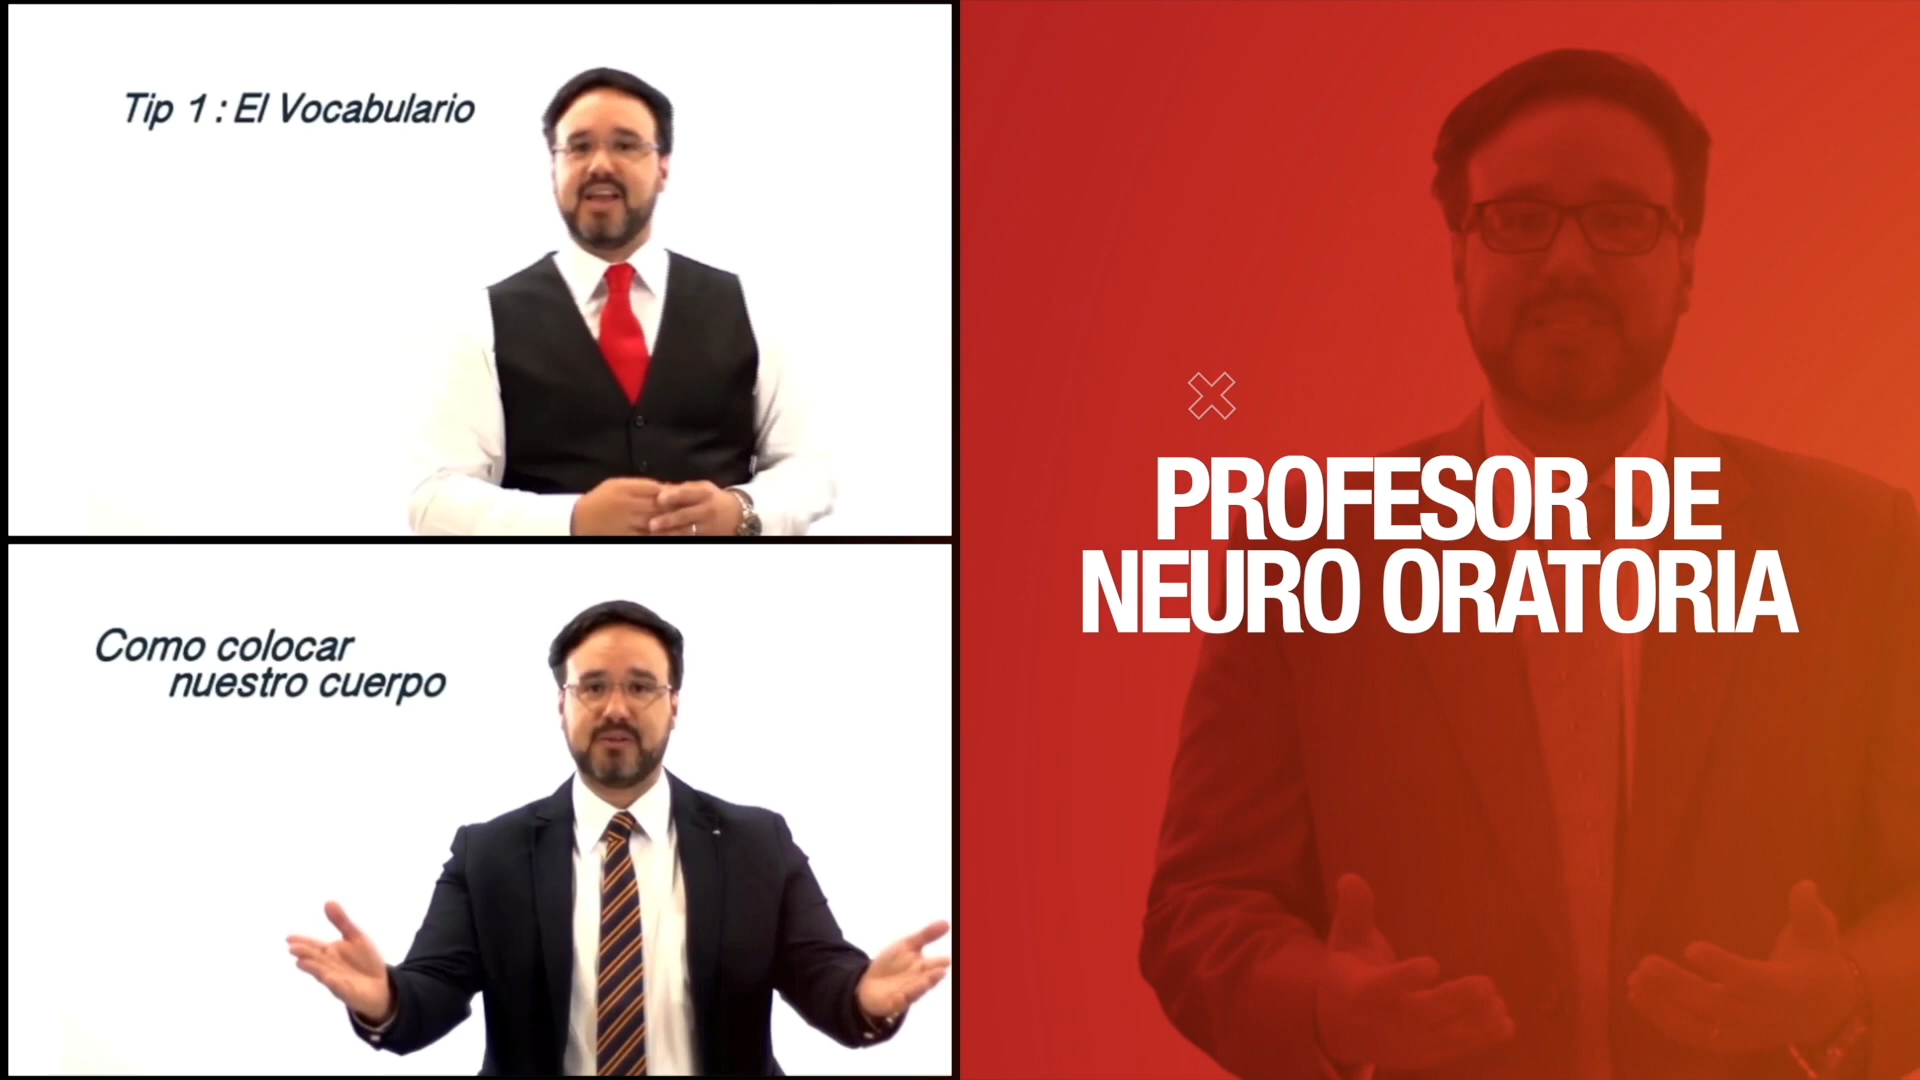 Tip 1 : El Vocabulario
Como colocar
nuestro cuerpo
PROFESOR DE
NEURO ORATORIA